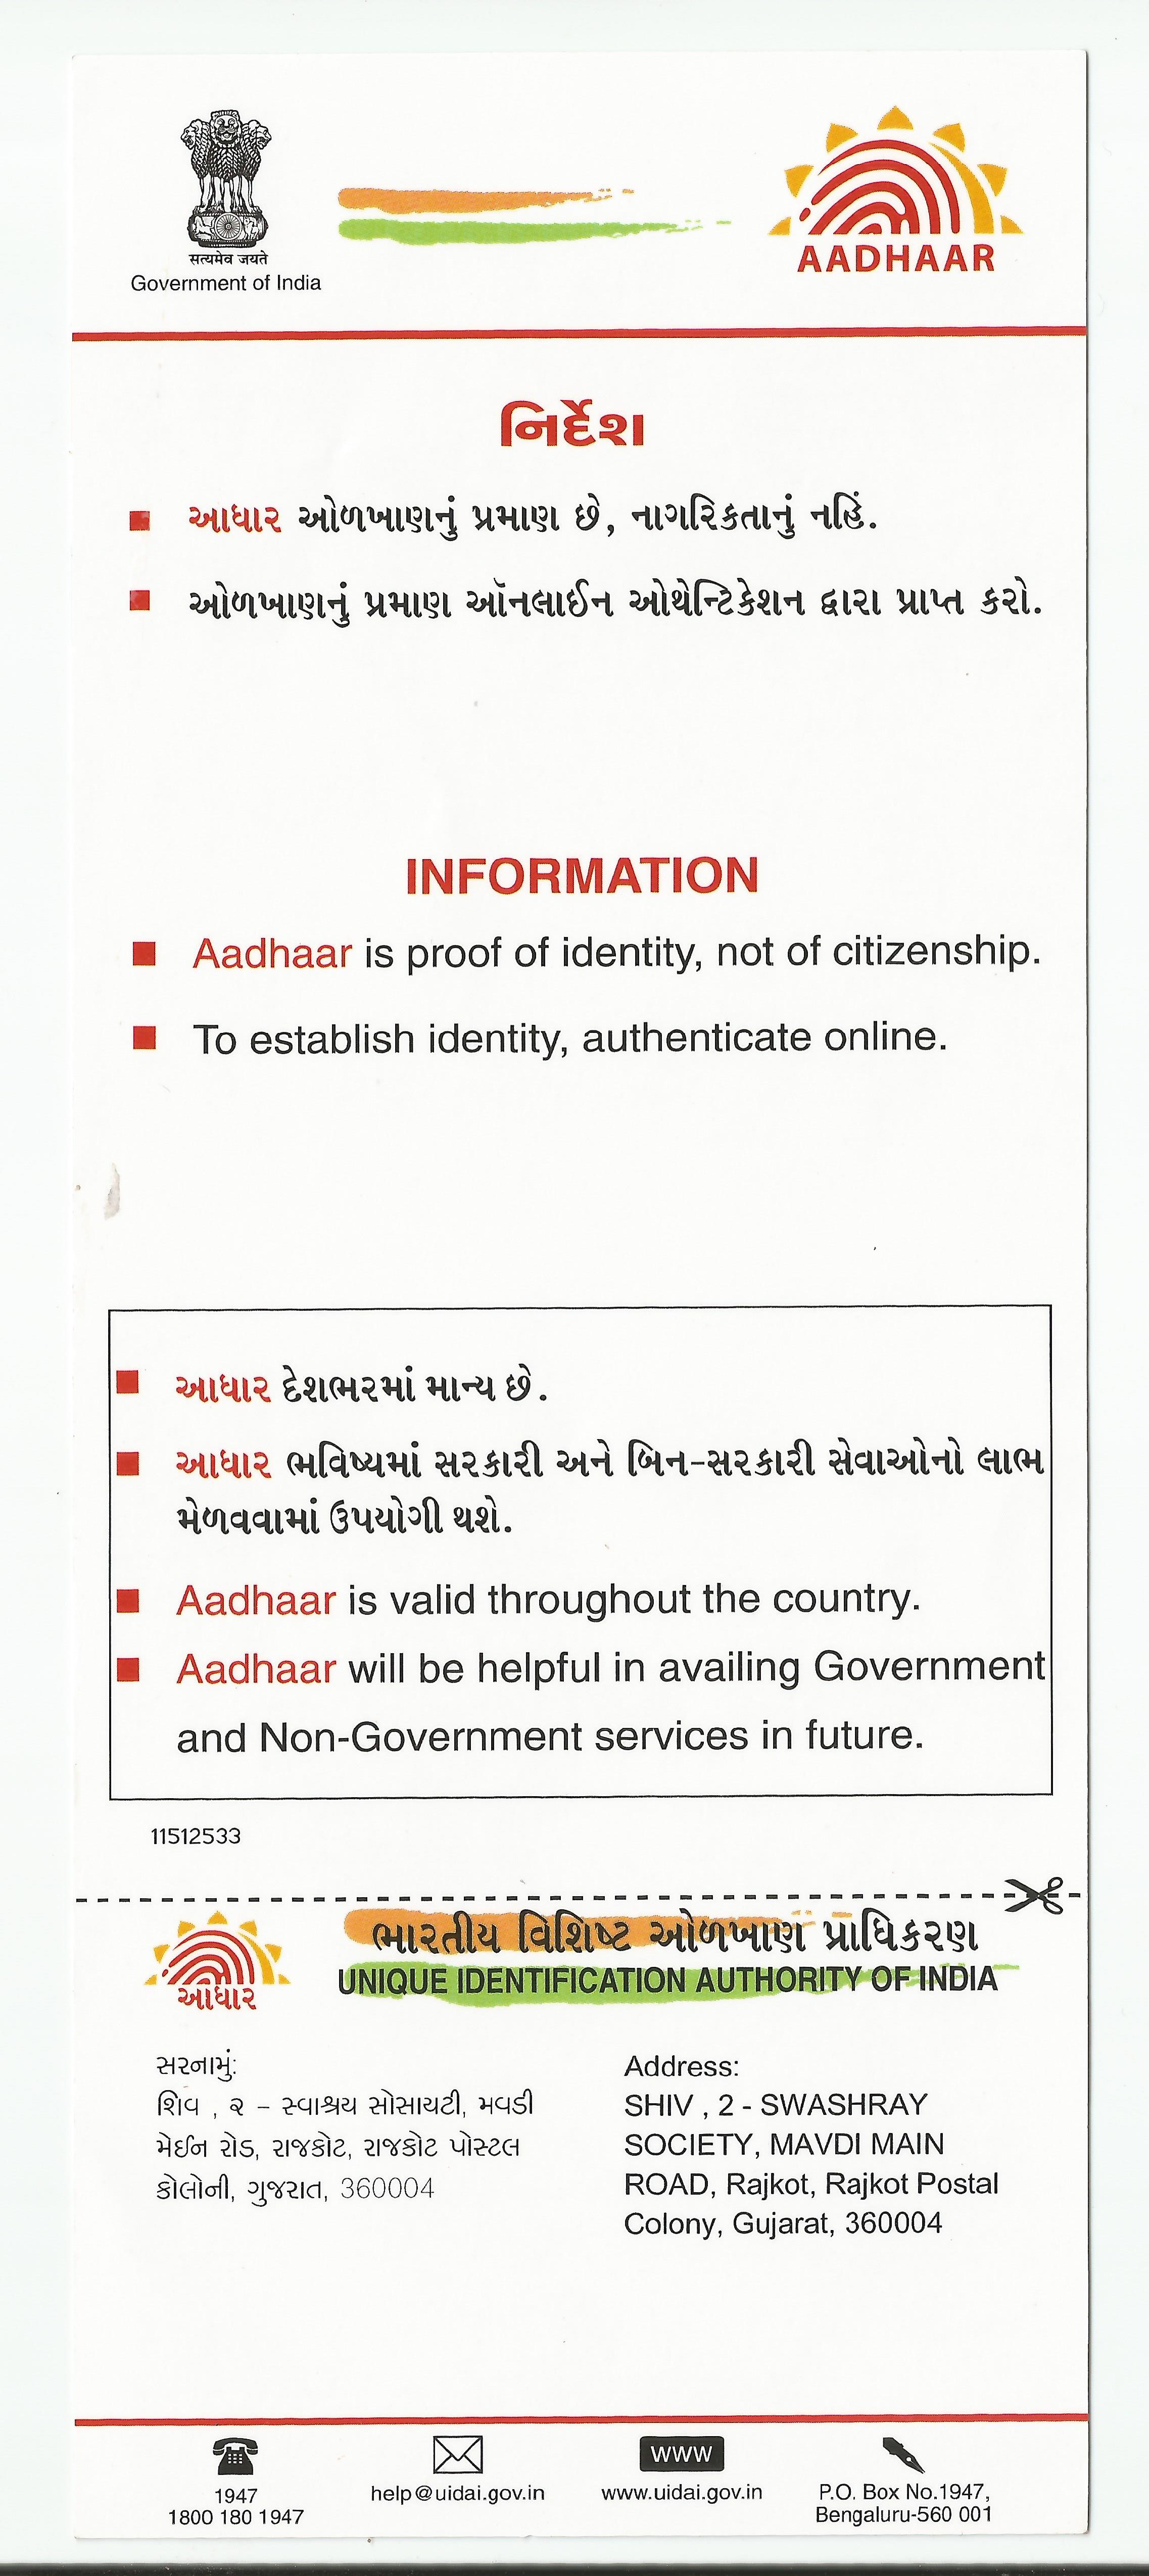 सत्यमेव जयते
Government of India
AADHAAR
નિર્દેશ
આધાર ઓળખાણનું પ્રમાણ છે, નાગરિકતાનું નહિં.
ઓળખાણનું પ્રમાણ ઑનલાઈન ઓથેન્ટિકેશન દ્વારા પ્રાપ્ત કરો.
INFORMATION
Aadhaar is proof of identity, not of citizenship.
To establish identity, authenticate online.
આધાર દેશભરમાં માન્ય છે.
આધાર ભવિષ્યમાં સરકારી અને બિન-સરકારી સેવાઓનો લાભ
મેળવવામાં ઉપયોગી થશે.
Aadhaar is valid throughout the country.
Aadhaar will be helpful in availing Government
and Non-Government services in future.
11512533
ભારતીય વિશિષ્ટ ઓળખાણ પ્રાધિકરણ
UNIQUE IDENTIFICATION AUTHORITY OF INDIA
આધાર
સરનામું:
શિવ , ૨ - સ્વાશ્રય સોસાયટી, મવડી
મેઈન રોડ, રાજકોટ, રાજકોટ પોસ્ટલ
કોલોની, ગુજરાત, 360004
Address:
SHIV , 2 - SWASHRAY
SOCIETY, MAVDI MAIN
ROAD, Rajkot, Rajkot Postal
Colony, Gujarat, 360004
1947
1800 180 1947
help@uidai.gov.in
WWW
www.uidai.gov.in
P.O. Box No.1947,
Bengaluru-560 001